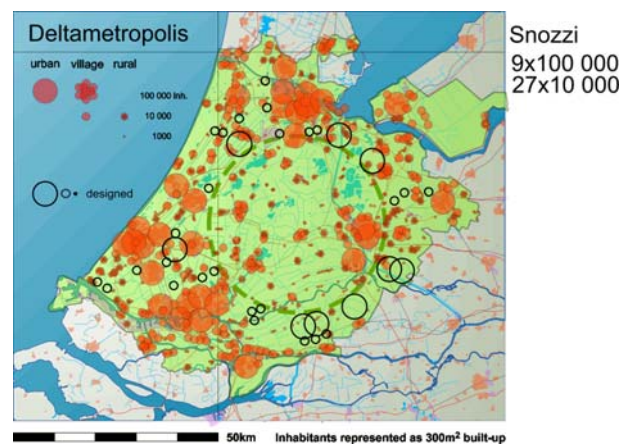 Deltametropolis
urban village rural
100 000 Inh.
10 000
1000
designed
Snozzi
9x100 000
27x10 000
50km Inhabitants represented as 300m² built-up